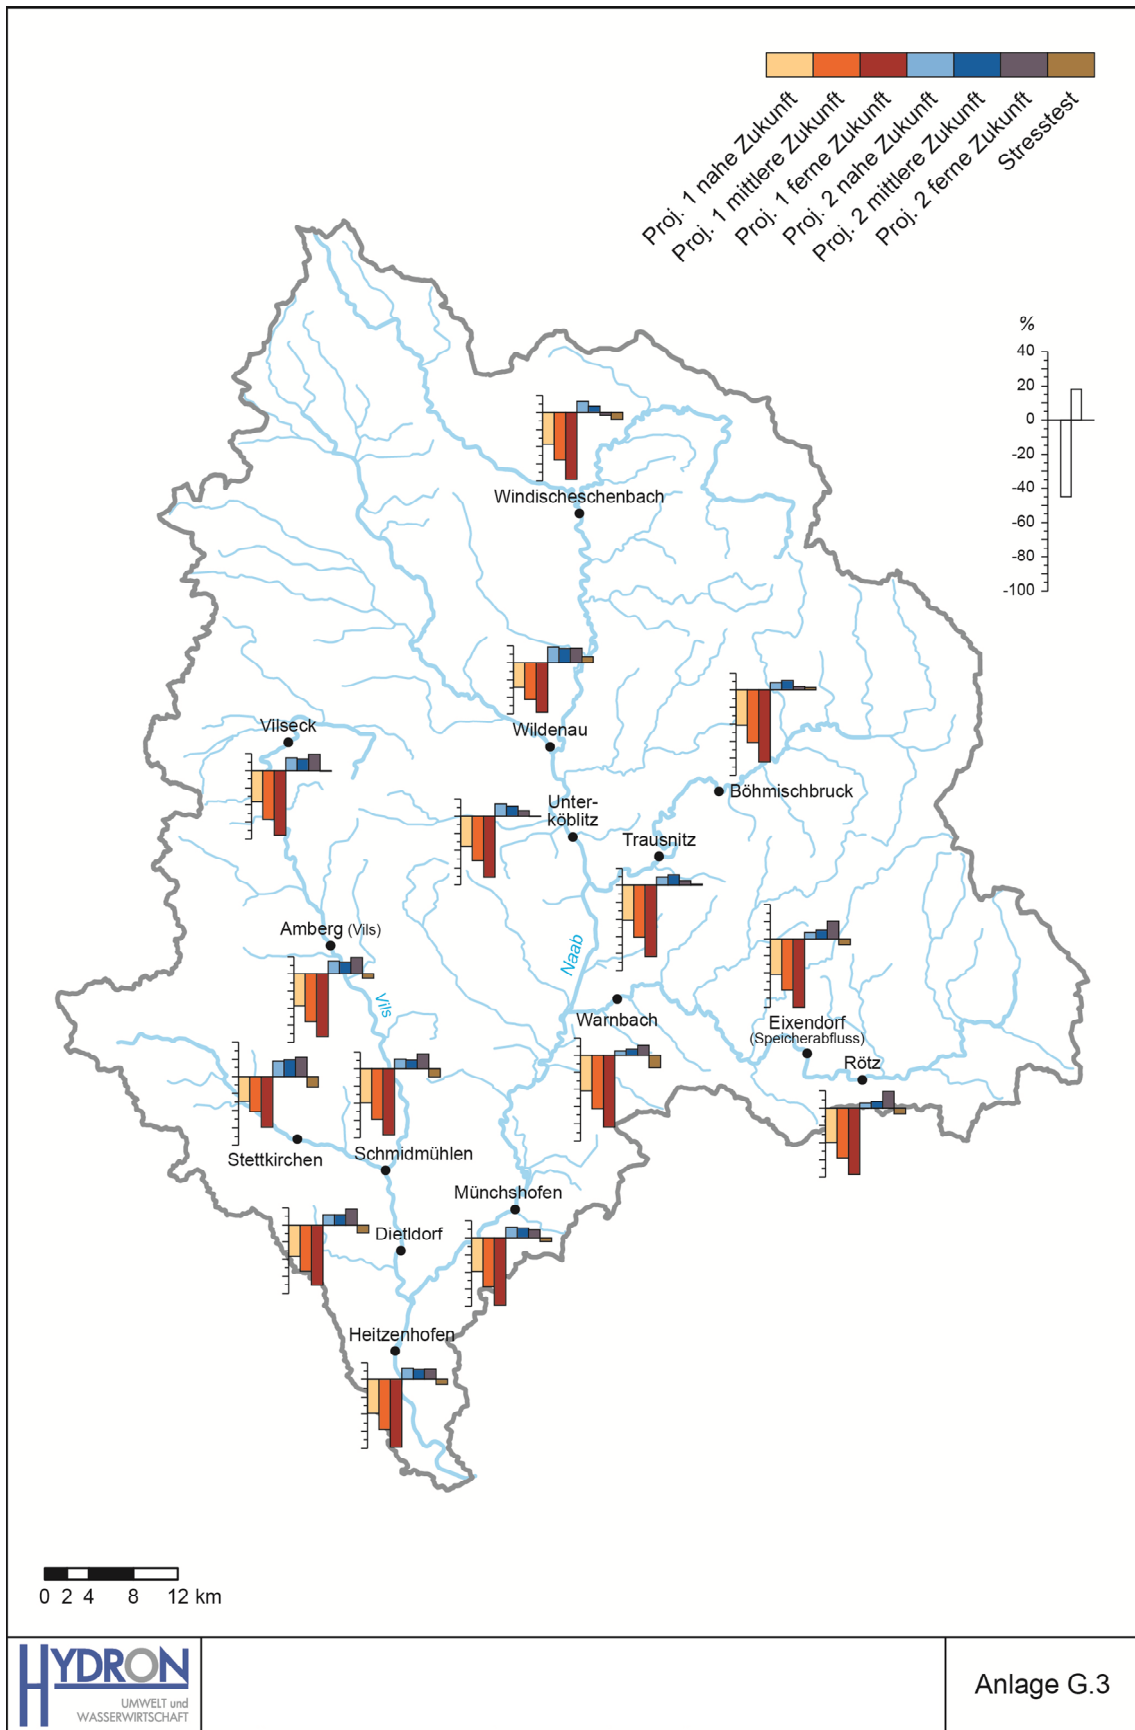 Proj. 1 nahe Zukunft
Proj. 1 mittlere Zukunft
Proj. 1 ferne Zukunft
Proj. 2 nahe Zukunft
Proj. 2 mittlere Zukunft
Proj. 2 ferne Zukunft
Stresstest
%
40
20
0
-20
-40
-60
-80
-100
Windischeschenbach
Vilseck
Wildenau
Böhmischbruck
Unter-
köblitz
Trausnitz
Amberg (Vils)
Naab
Vils
Warnbach
Eixendorf
(Speicherabfluss)
Rötz
Stettkirchen
Schmidmühlen
Münchshofen
Dietldorf
Heitzenhofen
0 2 4 8 12 km
HYDRON
UMWELT und
WASSERWIRTSCHAFT
Anlage G.3